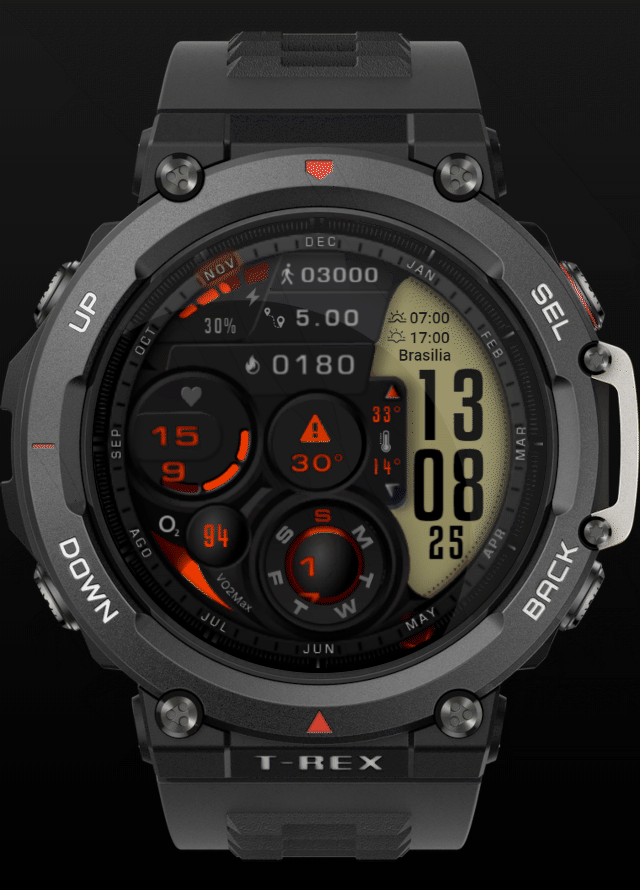 DEC
NOV
JAN
03000
UP
SEL
30%
5.00
07:00
OCT
17:00
FEB
Brasilia
0180
13
33°
15
SEP
30°
MAR
9
14°
08
O2
94
S
S M T W T F
7
25
AGO
APR
VO2Max
DOWN
BACK
JUL
MAY
JUN
T-REX